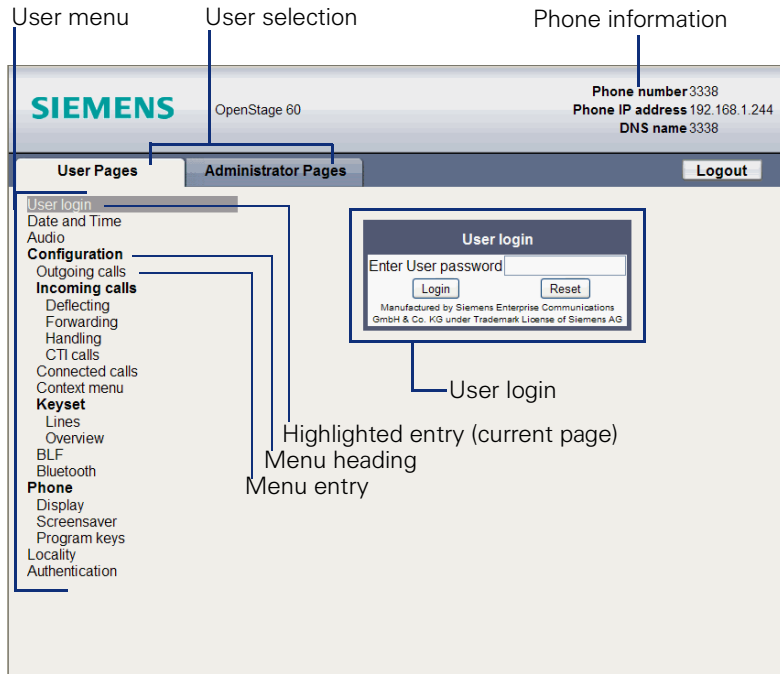 User menu
User selection
Phone information
SIEMENS
OpenStage 60
Phone number 3338
Phone IP address 192.168.1.244
DNS name 3338
User Pages
Administrator Pages
Logout
User login
Date and Time
Audio
Configuration
Outgoing calls
Incoming calls
Deflecting
Forwarding
Handling
CTI calls
Connected calls
Context menu
Keyset
Lines
Overview
BLF
Bluetooth
Phone
Display
Screensaver
Program keys
Locality
Authentication
User login
Enter User password
Login
Reset
Manufactured by Siemens Enterprise Communications
GmbH & Co. KG under Trademark License of Siemens AG
User login
Highlighted entry (current page)
Menu heading
Menu entry